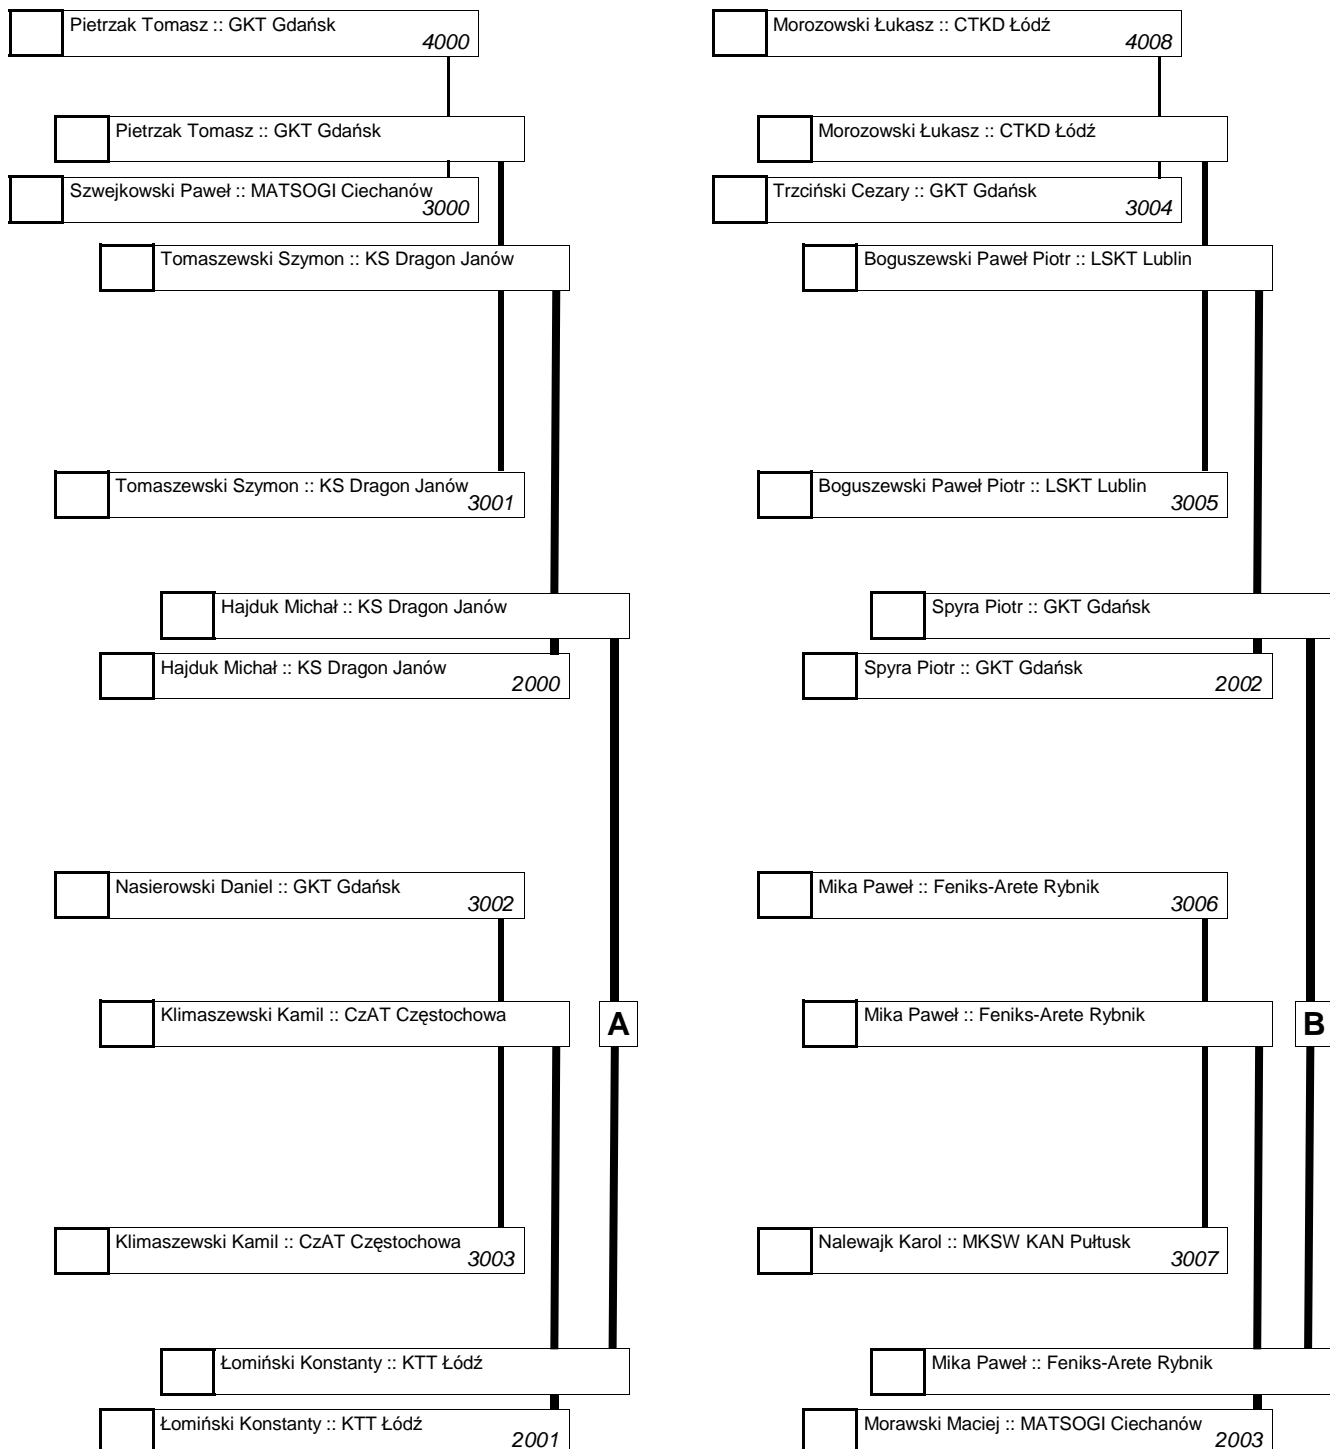 Pietrzak Tomasz :: GKT Gdańsk
4000
Pietrzak Tomasz :: GKT Gdańsk
Szwejkowski Paweł :: MATSOGI Ciechanów
3000
Tomaszewski Szymon :: KS Dragon Janów
Tomaszewski Szymon :: KS Dragon Janów
3001
Hajduk Michał :: KS Dragon Janów
Hajduk Michał :: KS Dragon Janów
2000
Nasierowski Daniel :: GKT Gdańsk
3002
Klimaszewski Kamil :: CzAT Częstochowa
A
Klimaszewski Kamil :: CzAT Częstochowa
3003
Łomiński Konstanty :: KTT Łódź
Łomiński Konstanty :: KTT Łódź
2001
Morozowski Łukasz :: CTKD Łódź
4008
Morozowski Łukasz :: CTKD Łódź
Trzciński Cezary :: GKT Gdańsk
3004
Boguszewski Paweł Piotr :: LSKT Lublin
Boguszewski Paweł Piotr :: LSKT Lublin
3005
Spyra Piotr :: GKT Gdańsk
Spyra Piotr :: GKT Gdańsk
2002
Mika Paweł :: Feniks-Arete Rybnik
3006
Mika Paweł :: Feniks-Arete Rybnik
B
Nalewajk Karol :: MKSW KAN Pułtusk
3007
Mika Paweł :: Feniks-Arete Rybnik
Morawski Maciej :: MATSOGI Ciechanów
2003